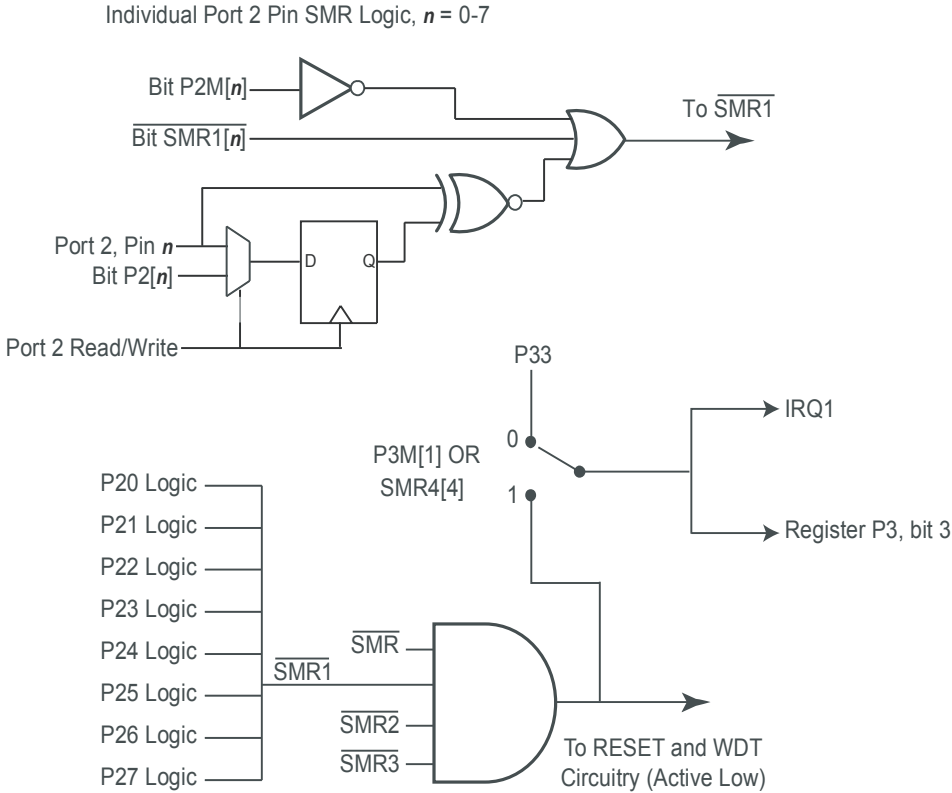 Individual Port 2 Pin SMR Logic, n = 0-7
Bit P2M[n]
To SMR1
Bit SMR1[n]
Port 2, Pin n
D
Q
Bit P2[n]
Port 2 Read/Write
P33
IRQ1
0
P3M[1] OR
SMR4[4]
1
Register P3, bit 3
P20 Logic
P21 Logic
P22 Logic
P23 Logic
P24 Logic
P25 Logic
P26 Logic
P27 Logic
SMR
SMR1
SMR2
SMR3
To RESET and WDT
Circuitry (Active Low)